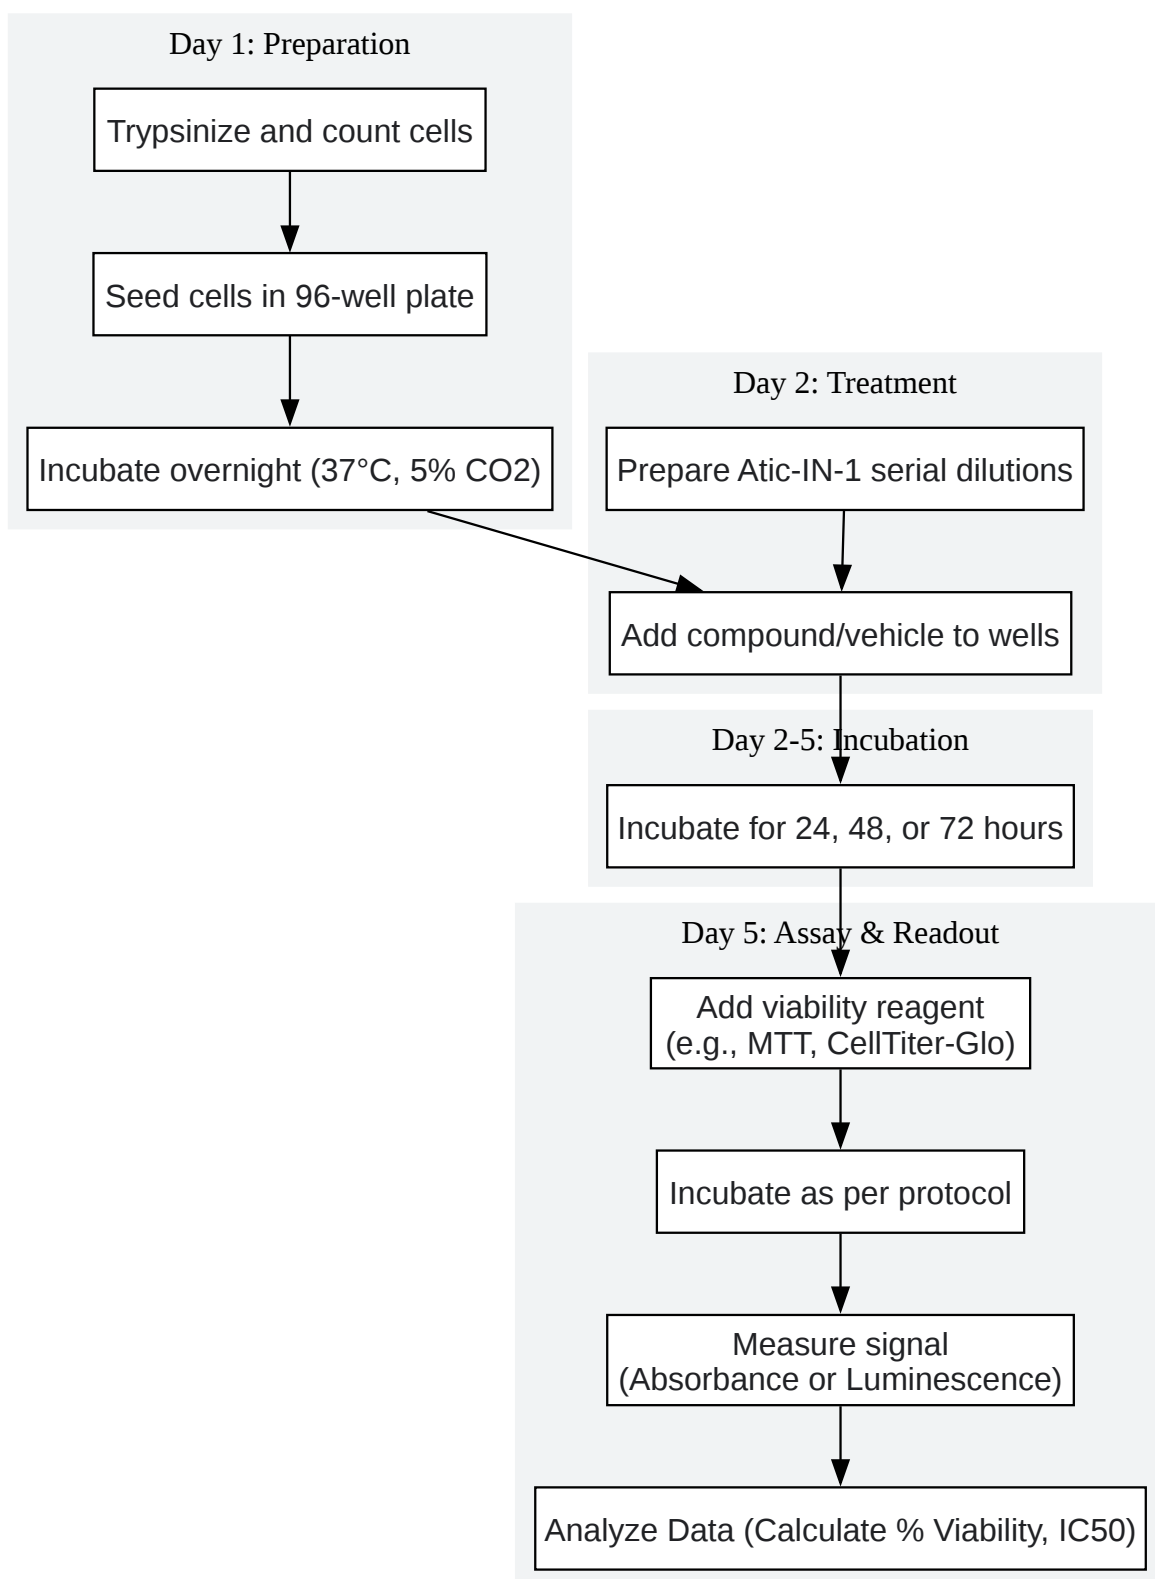 Day 1: Preparation
Trypsinize and count cells
Seed cells in 96-well plate
Incubate overnight (37°C, 5% CO2)
Day 2: Treatment
Prepare Atic-IN-1 serial dilutions
Add compound/vehicle to wells
Day 2-5: Incubation
Incubate for 24, 48, or 72 hours
Day 5: Assay & Readout
Add viability reagent
(e.g., MTT, CellTiter-Glo)
Incubate as per protocol
Measure signal
(Absorbance or Luminescence)
Analyze Data (Calculate % Viability, IC50)